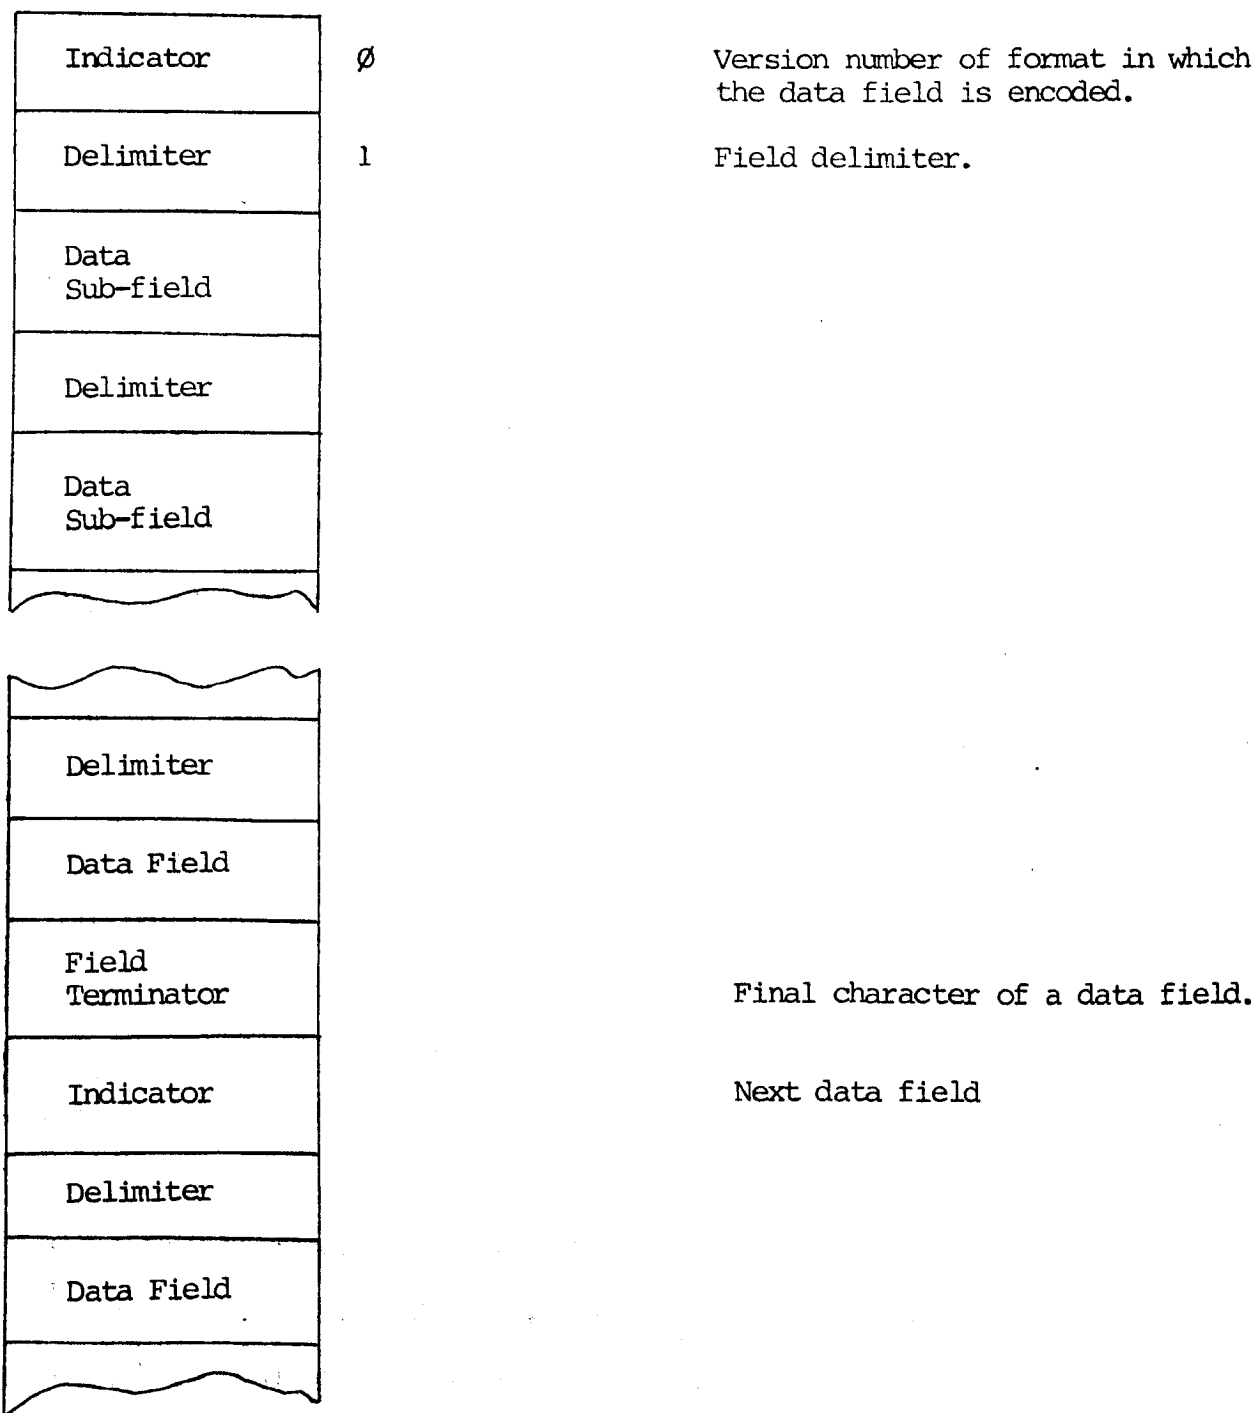 Indicator Ø Version number of format in which
the data field is encoded.
Delimiter 1 Field delimiter.
Data
Sub-field
Delimiter
Data
Sub-field
Delimiter
Data Field
Field
Terminator Final character of a data field.
Indicator Next data field
Delimiter
Data Field